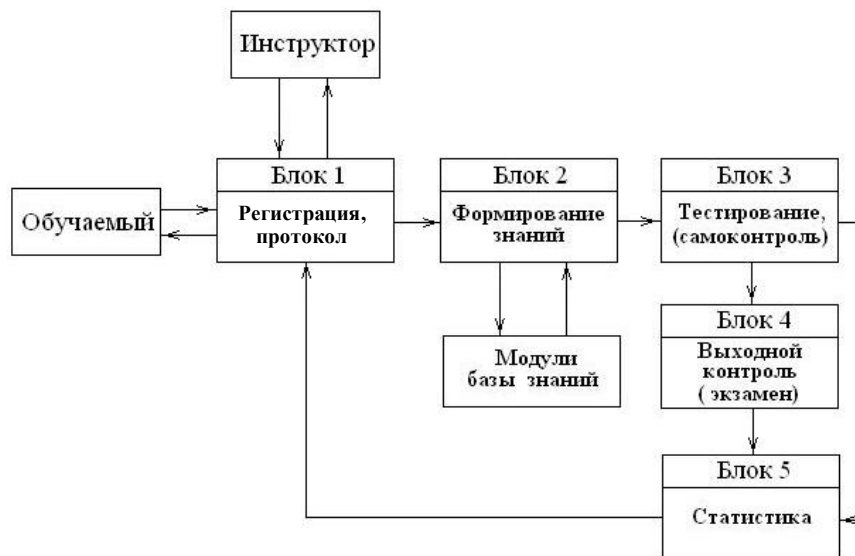 Инструктор
Блок 1
Блок 2
Блок 3
Обучаемый
Регистрация,
протокол
Формирование
знаний
Тестирование,
(самоконтроль)
Блок 4
Модули
базы знаний
Выходной
контроль
( экзамен)
Блок 5
Статистика